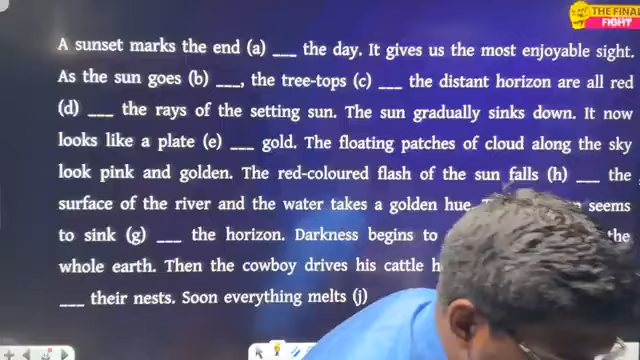 THE FINAL
FIGHT
A sunset marks the end (a) ___ the day. It gives us the most enjoyable sight.
As the sun goes (b) ___, the tree-tops (c) ___ the distant horizon are all red
(d) ___ the rays of the setting sun. The sun gradually sinks down. It now
looks like a plate (e) ___ gold. The floating patches of cloud along the sky
look pink and golden. The red-coloured flash of the sun falls (h) ___ the
surface of the river and the water takes a golden hue. seems
to sink (g) ___ the horizon. Darkness begins to the
whole earth. Then the cowboy drives his cattle
___ their nests. Soon everything melts (j)